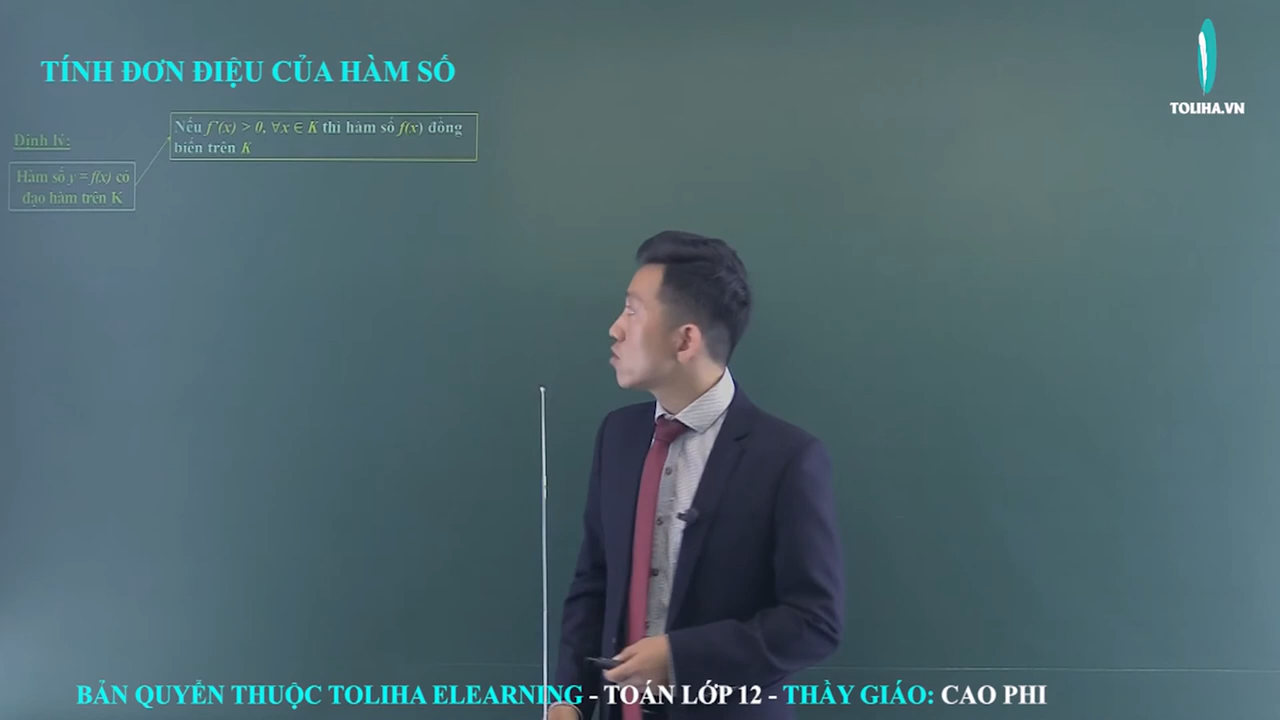 TÍNH ĐƠN ĐIỆU CỦA HÀM SỐ
TOLIHA.VN
Định lý:
Hàm số y = f(x) có
đạo hàm trên K
Nếu f'(x) > 0, ∀x ∈ K thì hàm số f(x) đồng
biến trên K
BẢN QUYỀN THUỘC TOLIHA ELEARNING - TOÁN LỚP 12 - THẦY GIÁO: CAO PHI